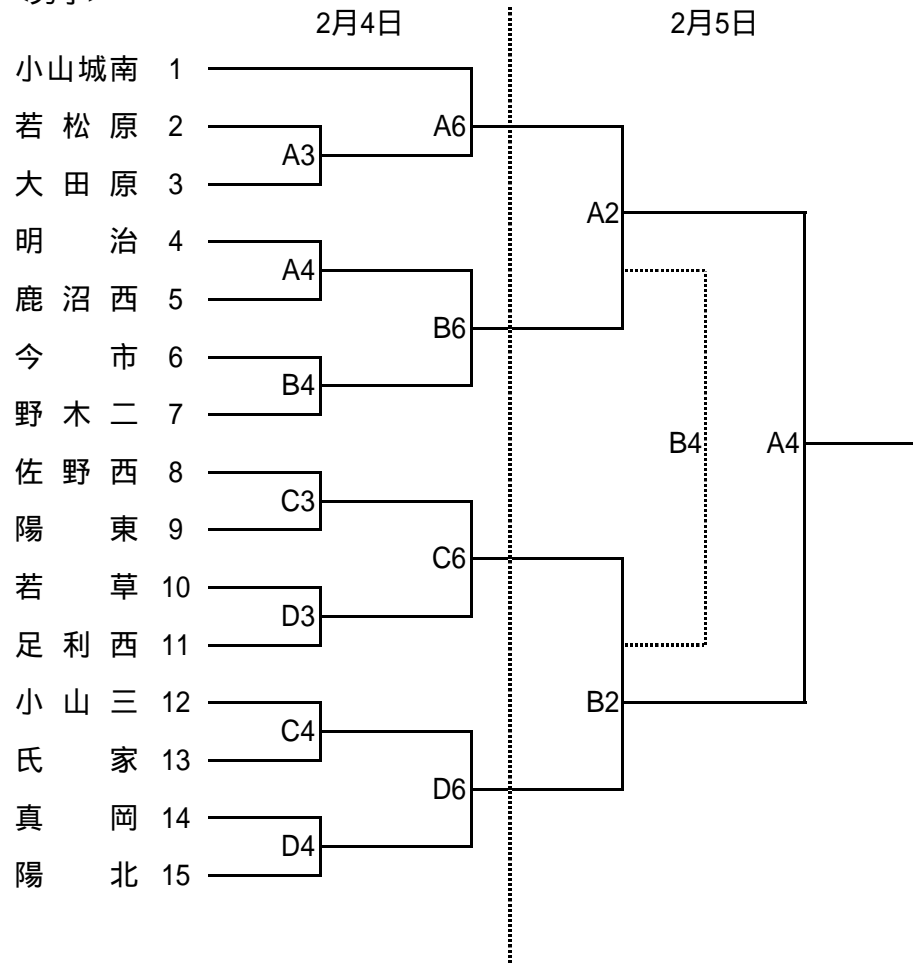 2月4日 2月5日
小山城南 1
若松原 2
A6
A3
大田原 3
A2
明治 4
A4
鹿沼西 5
B6
今市 6
B4
野木二 7
B4 A4
佐野西 8
C3
陽東 9
C6
若草 10
D3
足利西 11
小山三 12
B2
C4
氏家 13
D6
真岡 14
D4
陽北 15